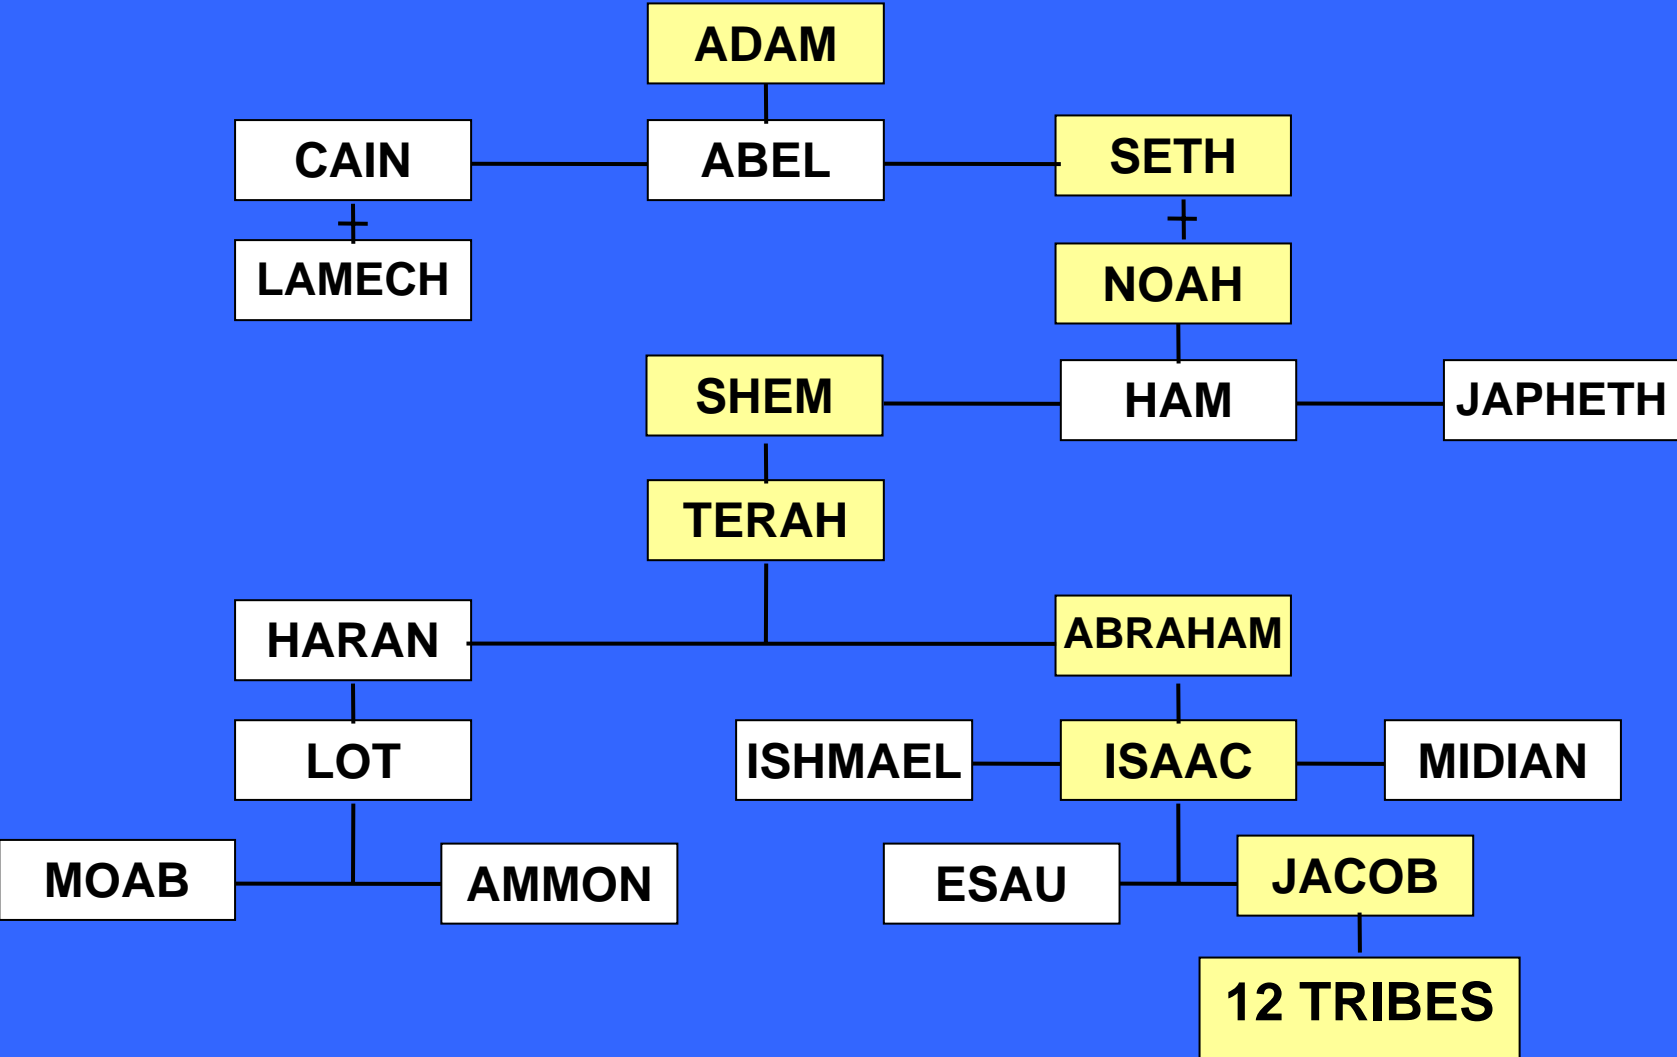 ADAM
CAIN
ABEL
SETH
LAMECH
NOAH
SHEM
HAM
JAPHETH
TERAH
HARAN
ABRAHAM
LOT
ISHMAEL
ISAAC
MIDIAN
MOAB
AMMON
ESAU
JACOB
12 TRIBES